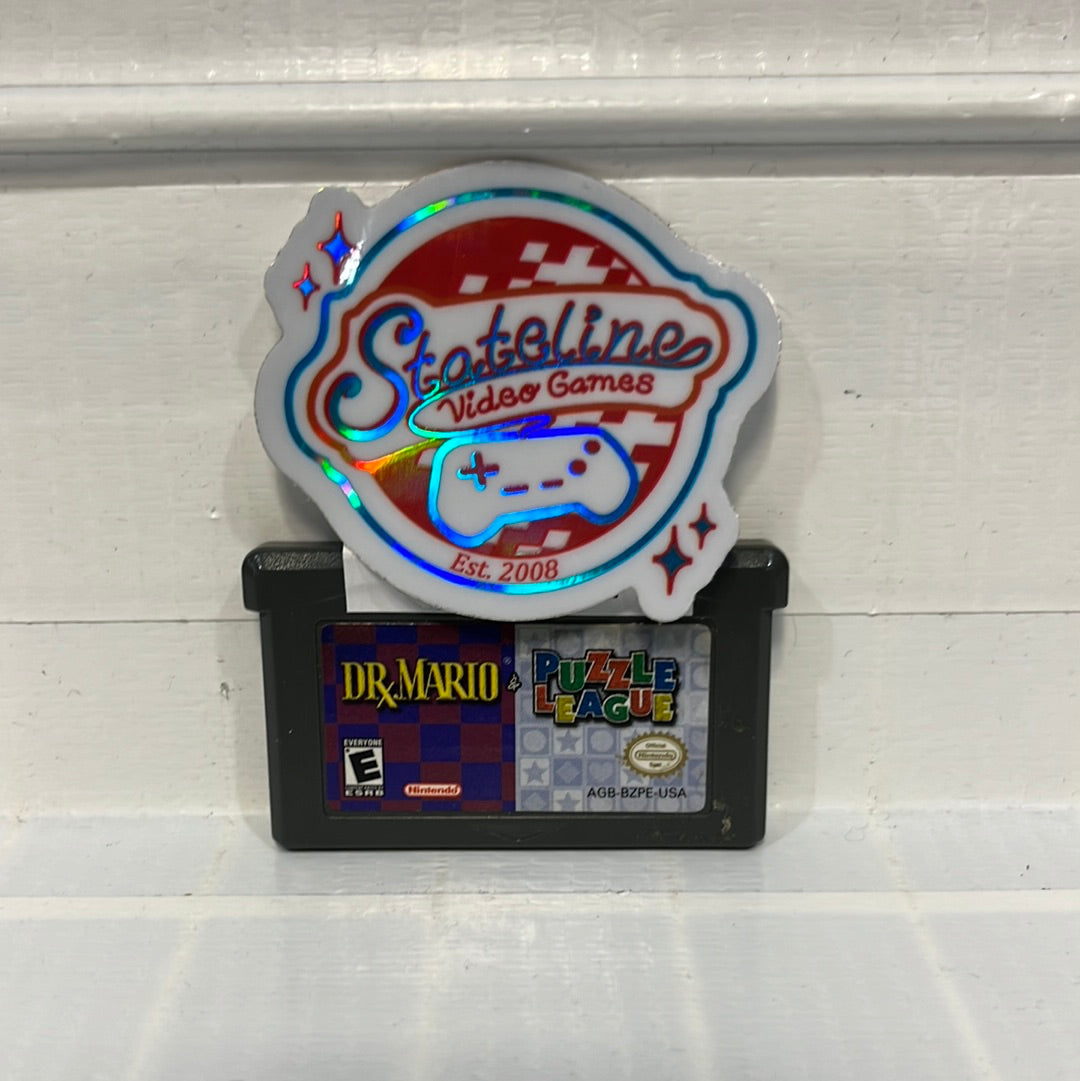 Stateline
Video Games
Est. 2008
DR.MARIO®
&
PUZZLE
LEAGUE
EVERYONE
E
ESRB
Nintendo
Official
Nintendo
Seal
AGB-BZPE-USA